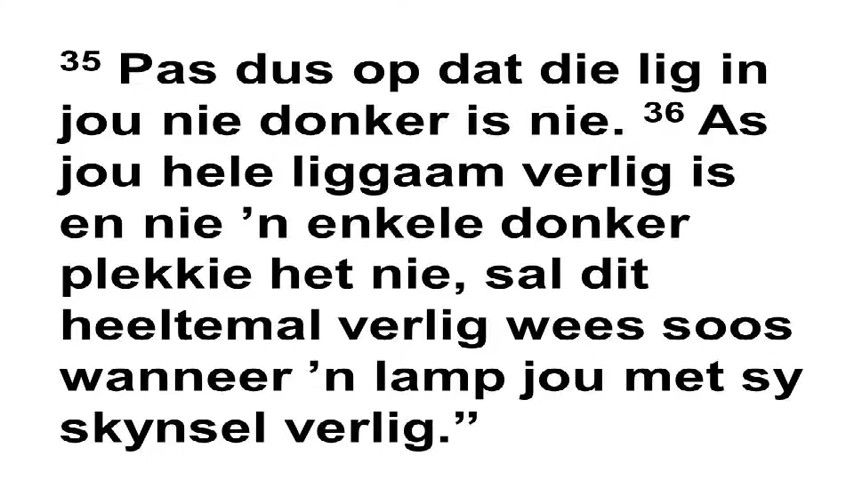 ³⁵ Pas dus op dat die lig in
jou nie donker is nie. ³⁶ As
jou hele liggaam verlig is
en nie ’n enkele donker
plekkie het nie, sal dit
heeltemal verlig wees soos
wanneer ’n lamp jou met sy
skynsel verlig.”